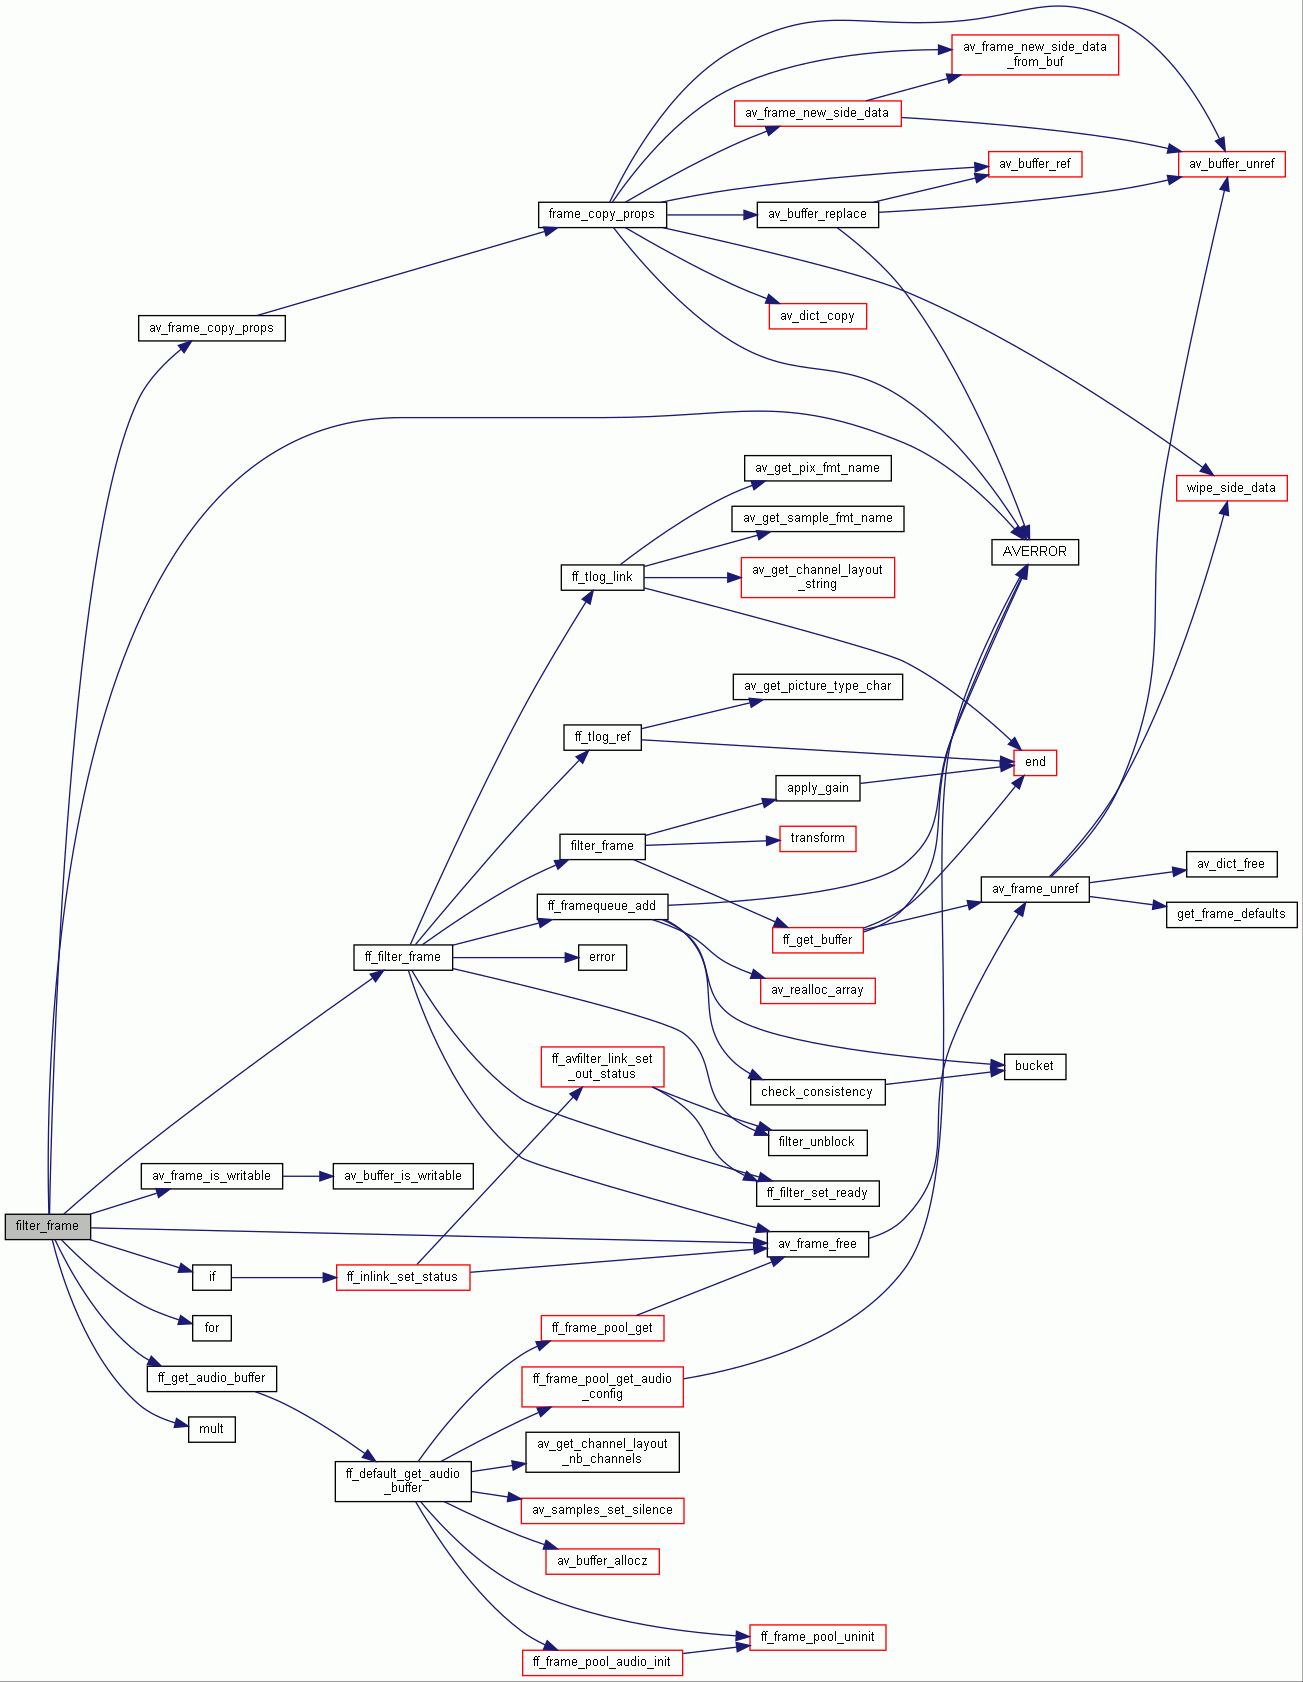 av_frame_new_side_data
_from_buf
av_frame_new_side_data
av_buffer_ref
av_buffer_unref
frame_copy_props
av_buffer_replace
av_dict_copy
av_frame_copy_props
av_get_pix_fmt_name
wipe_side_data
av_get_sample_fmt_name
AVERROR
ff_tlog_link
av_get_channel_layout
_string
av_get_picture_type_char
ff_tlog_ref
end
apply_gain
filter_frame
transform
av_dict_free
av_frame_unref
ff_framequeue_add
get_frame_defaults
ff_get_buffer
ff_filter_frame
error
av_realloc_array
ff_avfilter_link_set
_out_status
bucket
check_consistency
filter_unblock
av_frame_is_writable
av_buffer_is_writable
ff_filter_set_ready
filter_frame
av_frame_free
if
ff_inlink_set_status
for
ff_frame_pool_get
ff_get_audio_buffer
ff_frame_pool_get_audio
_config
mult
av_get_channel_layout
_nb_channels
ff_default_get_audio
_buffer
av_samples_set_silence
av_buffer_allocz
ff_frame_pool_uninit
ff_frame_pool_audio_init